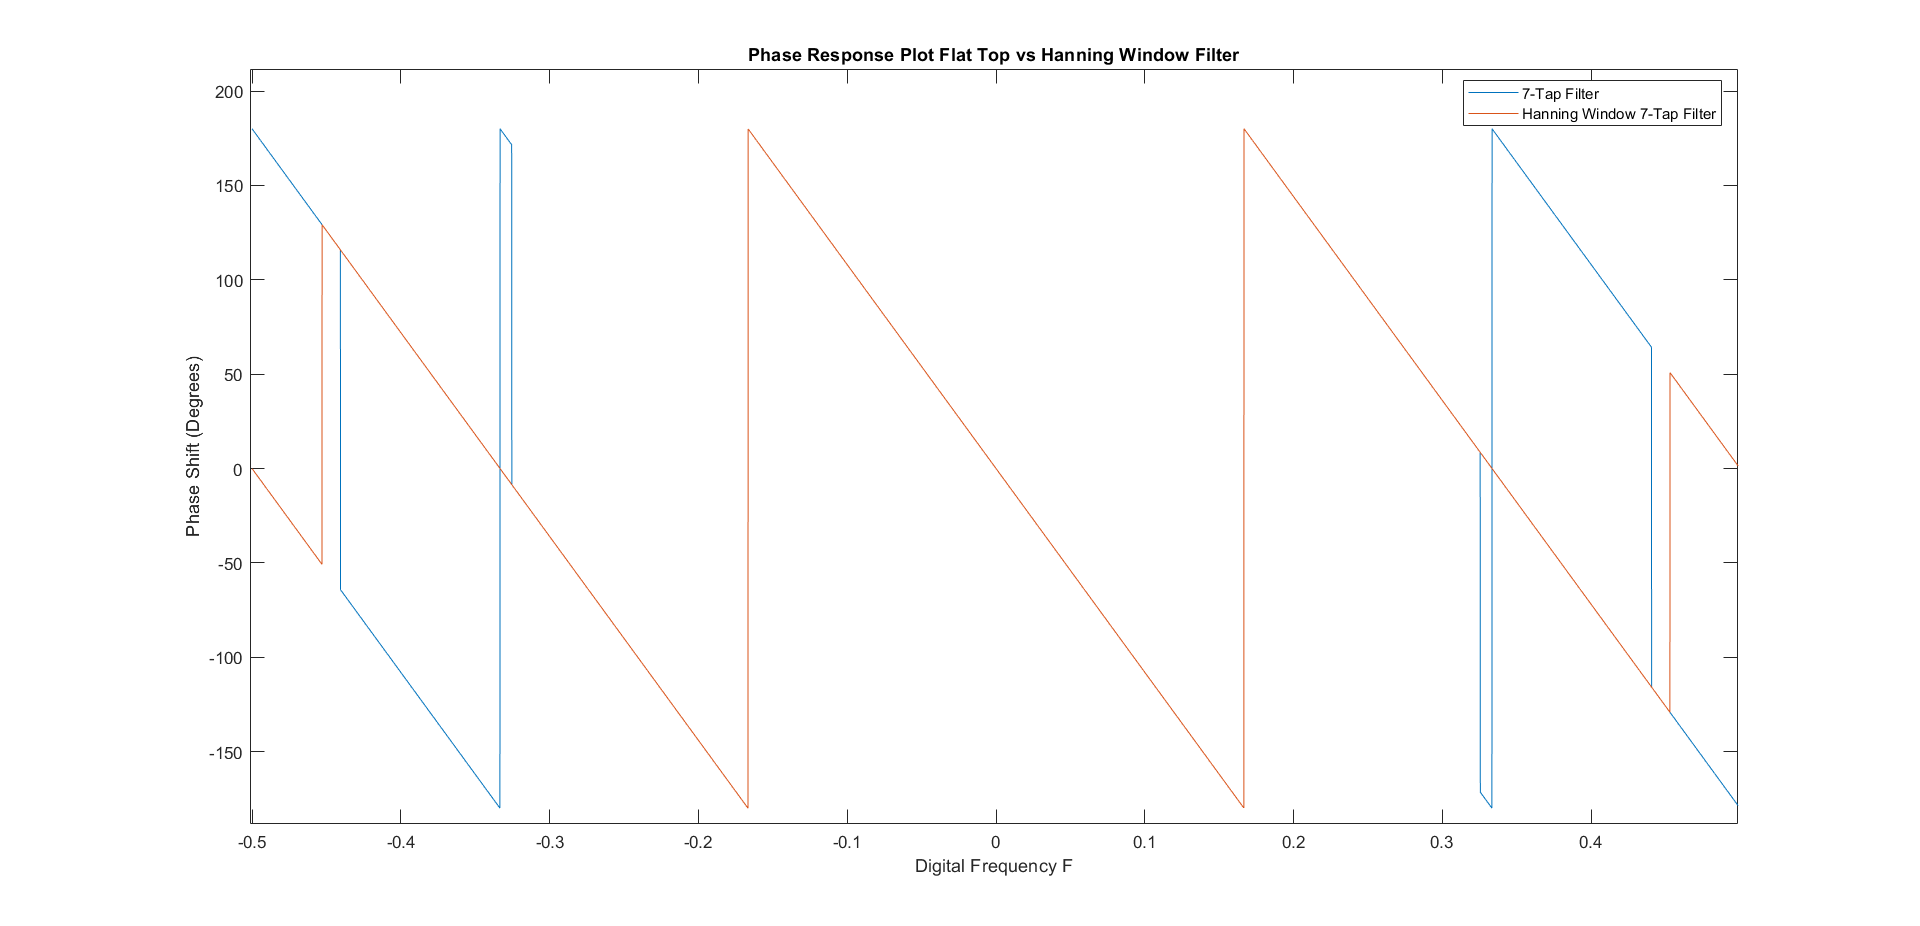 Phase Response Plot Flat Top vs Hanning Window Filter
7-Tap Filter
Hanning Window 7-Tap Filter
Phase Shift (Degrees)
200
150
100
50
0
-50
-100
-150
-0.5 -0.4 -0.3 -0.2 -0.1 0 0.1 0.2 0.3 0.4
Digital Frequency F